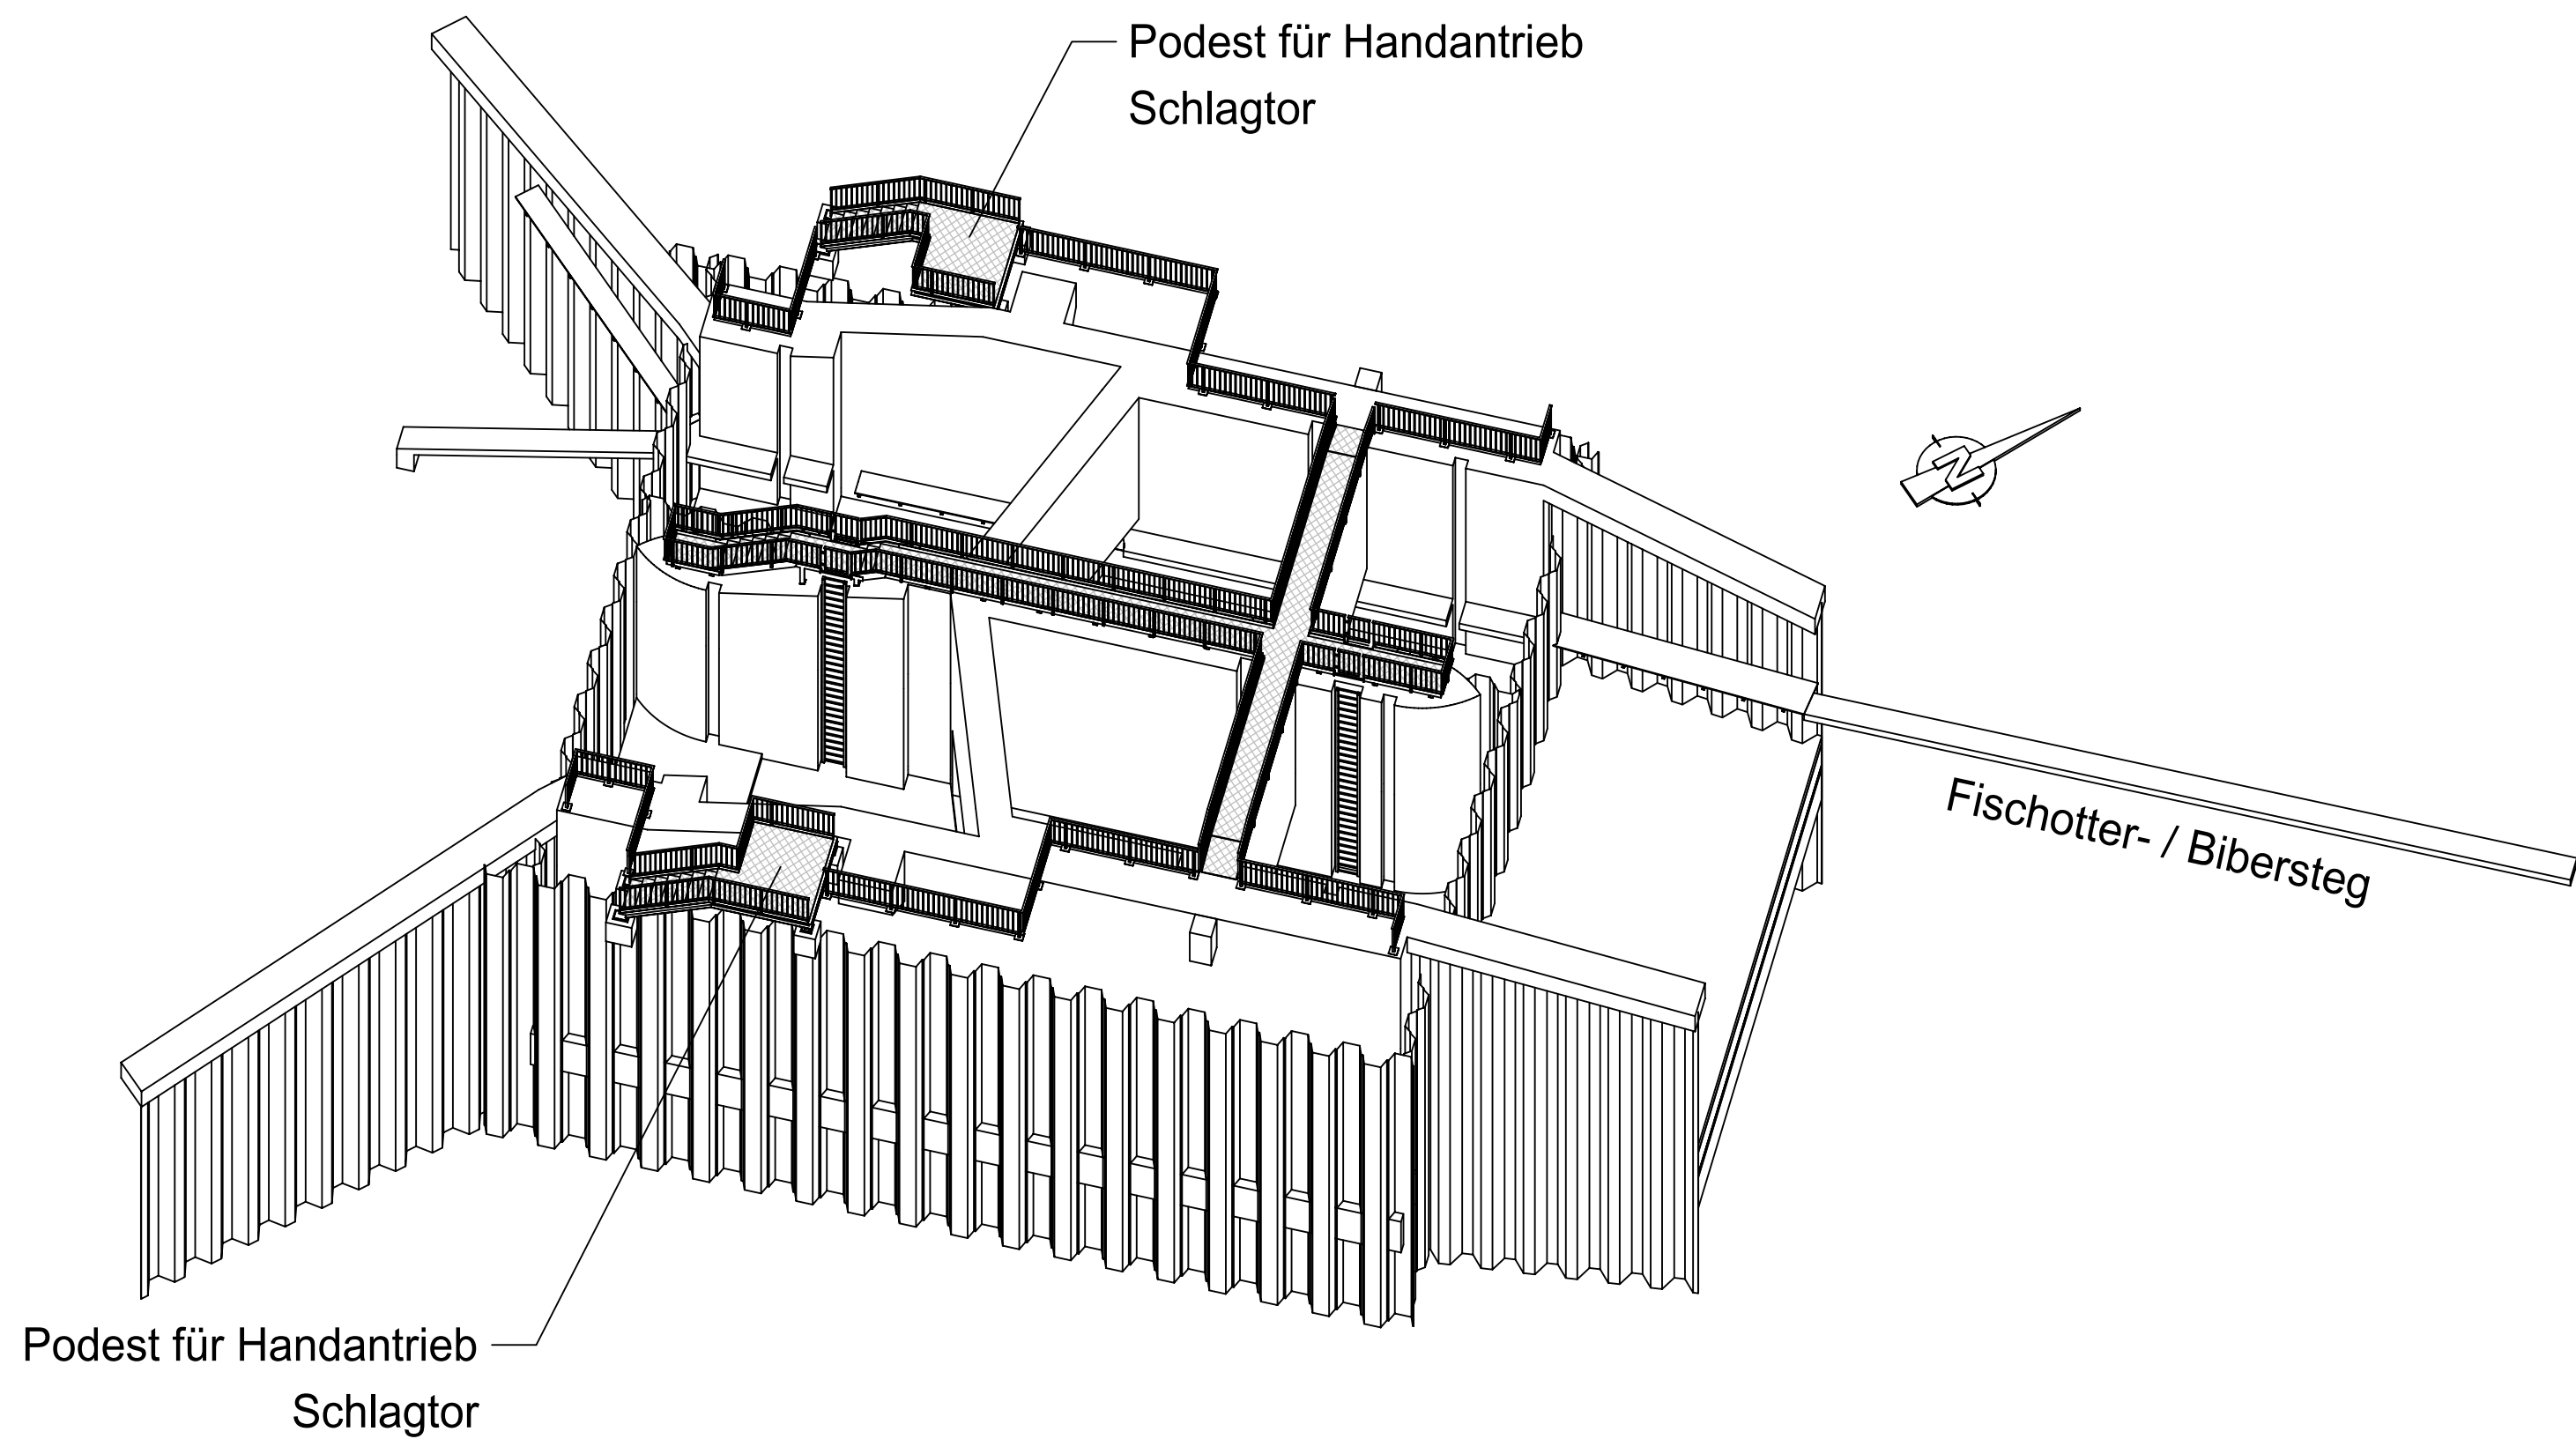 Podest für Handantrieb
Schlagtor
N
Fischotter- / Bibersteg
Podest für Handantrieb
Schlagtor